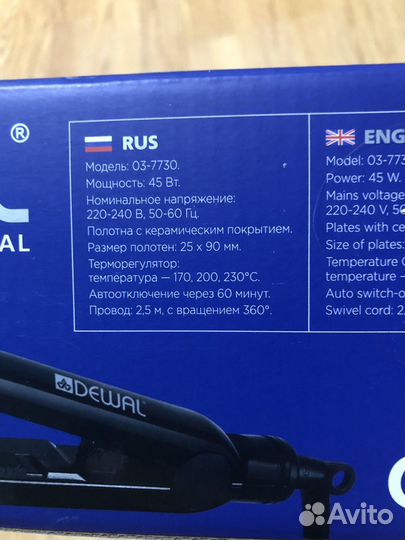 ®
AL
RUS
Модель: 03-7730.
Мощность: 45 Вт.
Номинальное напряжение:
220-240 В, 50-60 Гц.
Полотна с керамическим покрытием.
Размер полотен: 25 x 90 мм.
Терморегулятор:
температура — 170, 200, 230°C.
Автоотключение через 60 минут.
Провод: 2,5 м, с вращением 360°.
ENG
Model: 03-773
Power: 45 W.
Mains voltage
220-240 V, 50
Plates with ce
Size of plates:
Temperature
temperature —
Auto switch-o
Swivel cord: 2,
DEWAL
Avito